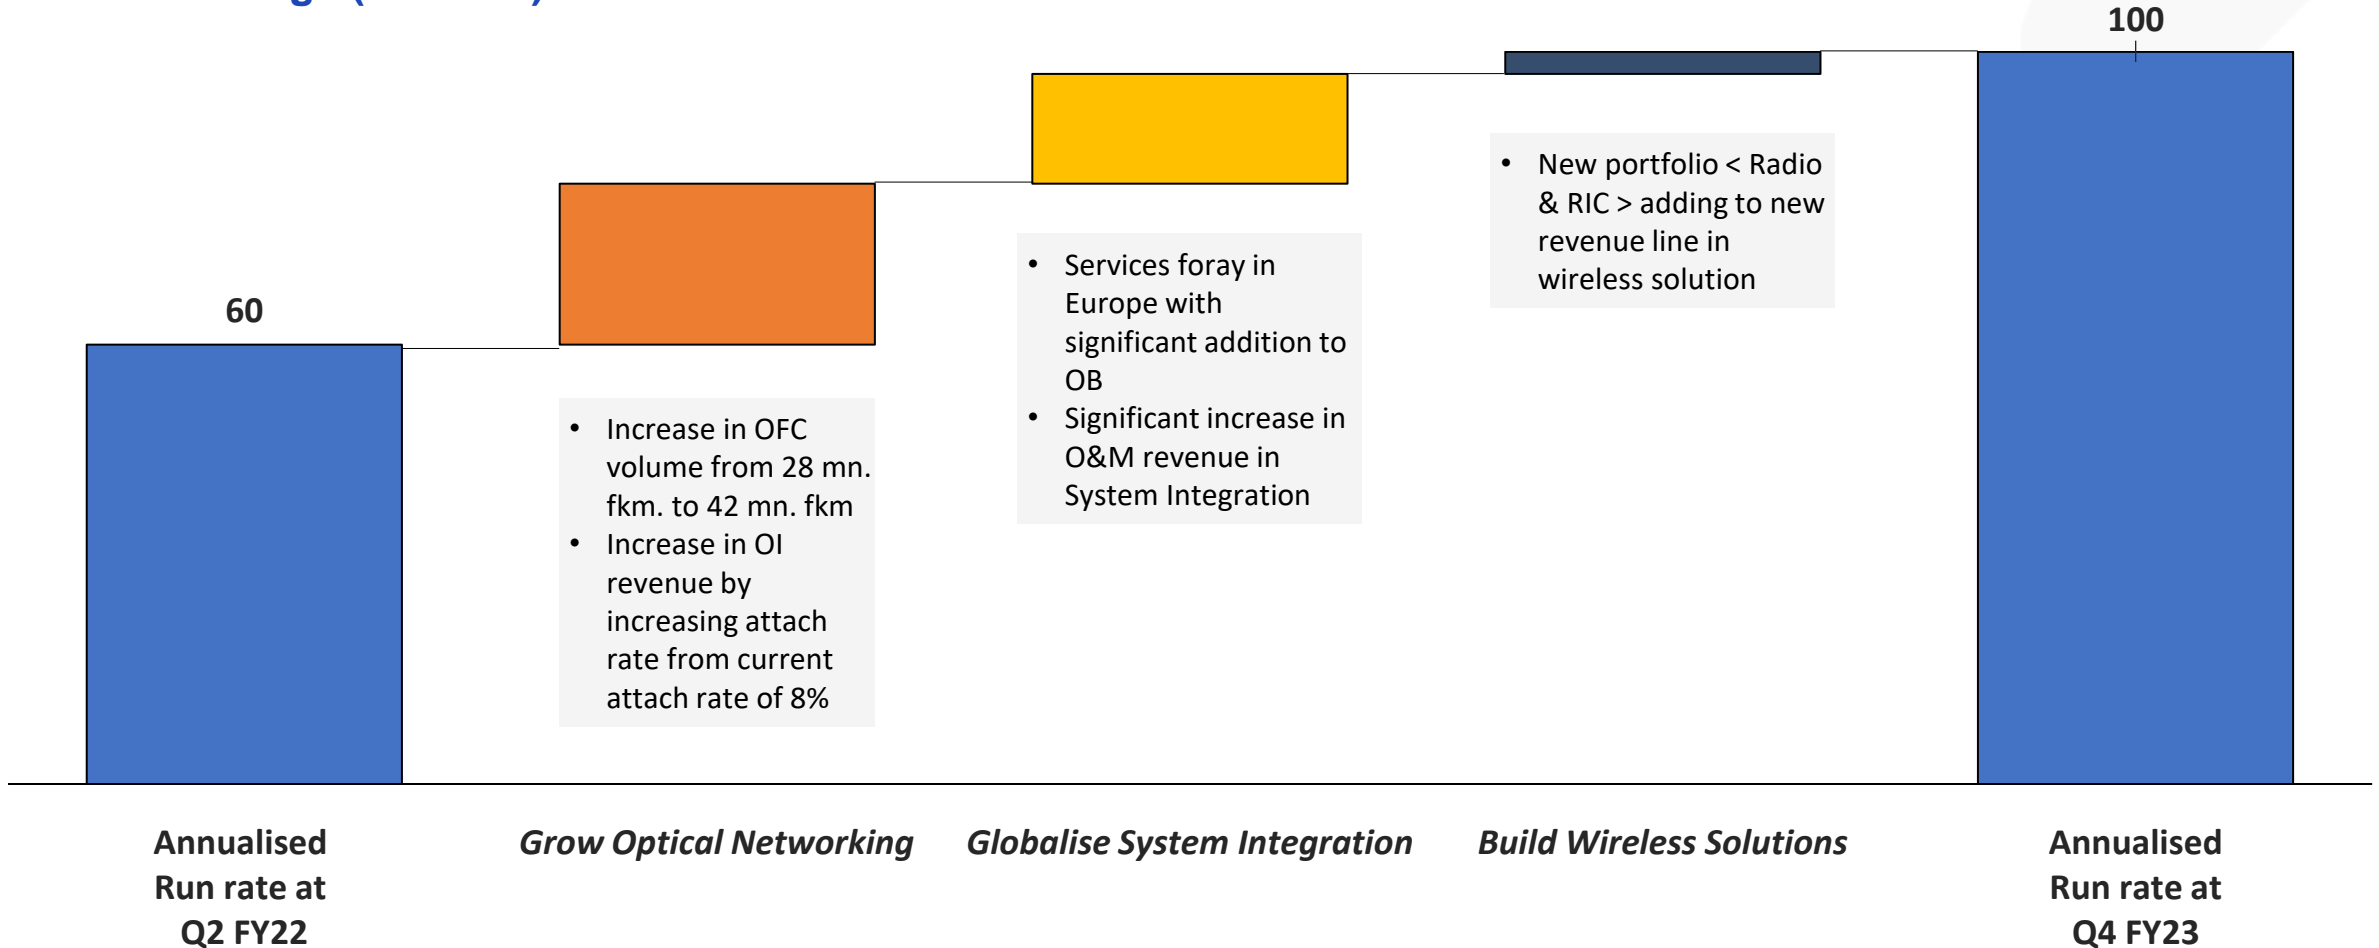 100
60
• New portfolio < Radio
& RIC > adding to new
revenue line in
wireless solution
• Services foray in
Europe with
significant addition to
OB
• Significant increase in
O&M revenue in
System Integration
• Increase in OFC
volume from 28 mn.
fkm. to 42 mn. fkm
• Increase in OI
revenue by
increasing attach
rate from current
attach rate of 8%
Annualised
Run rate at
Q2 FY22
Grow Optical Networking
Globalise System Integration
Build Wireless Solutions
Annualised
Run rate at
Q4 FY23